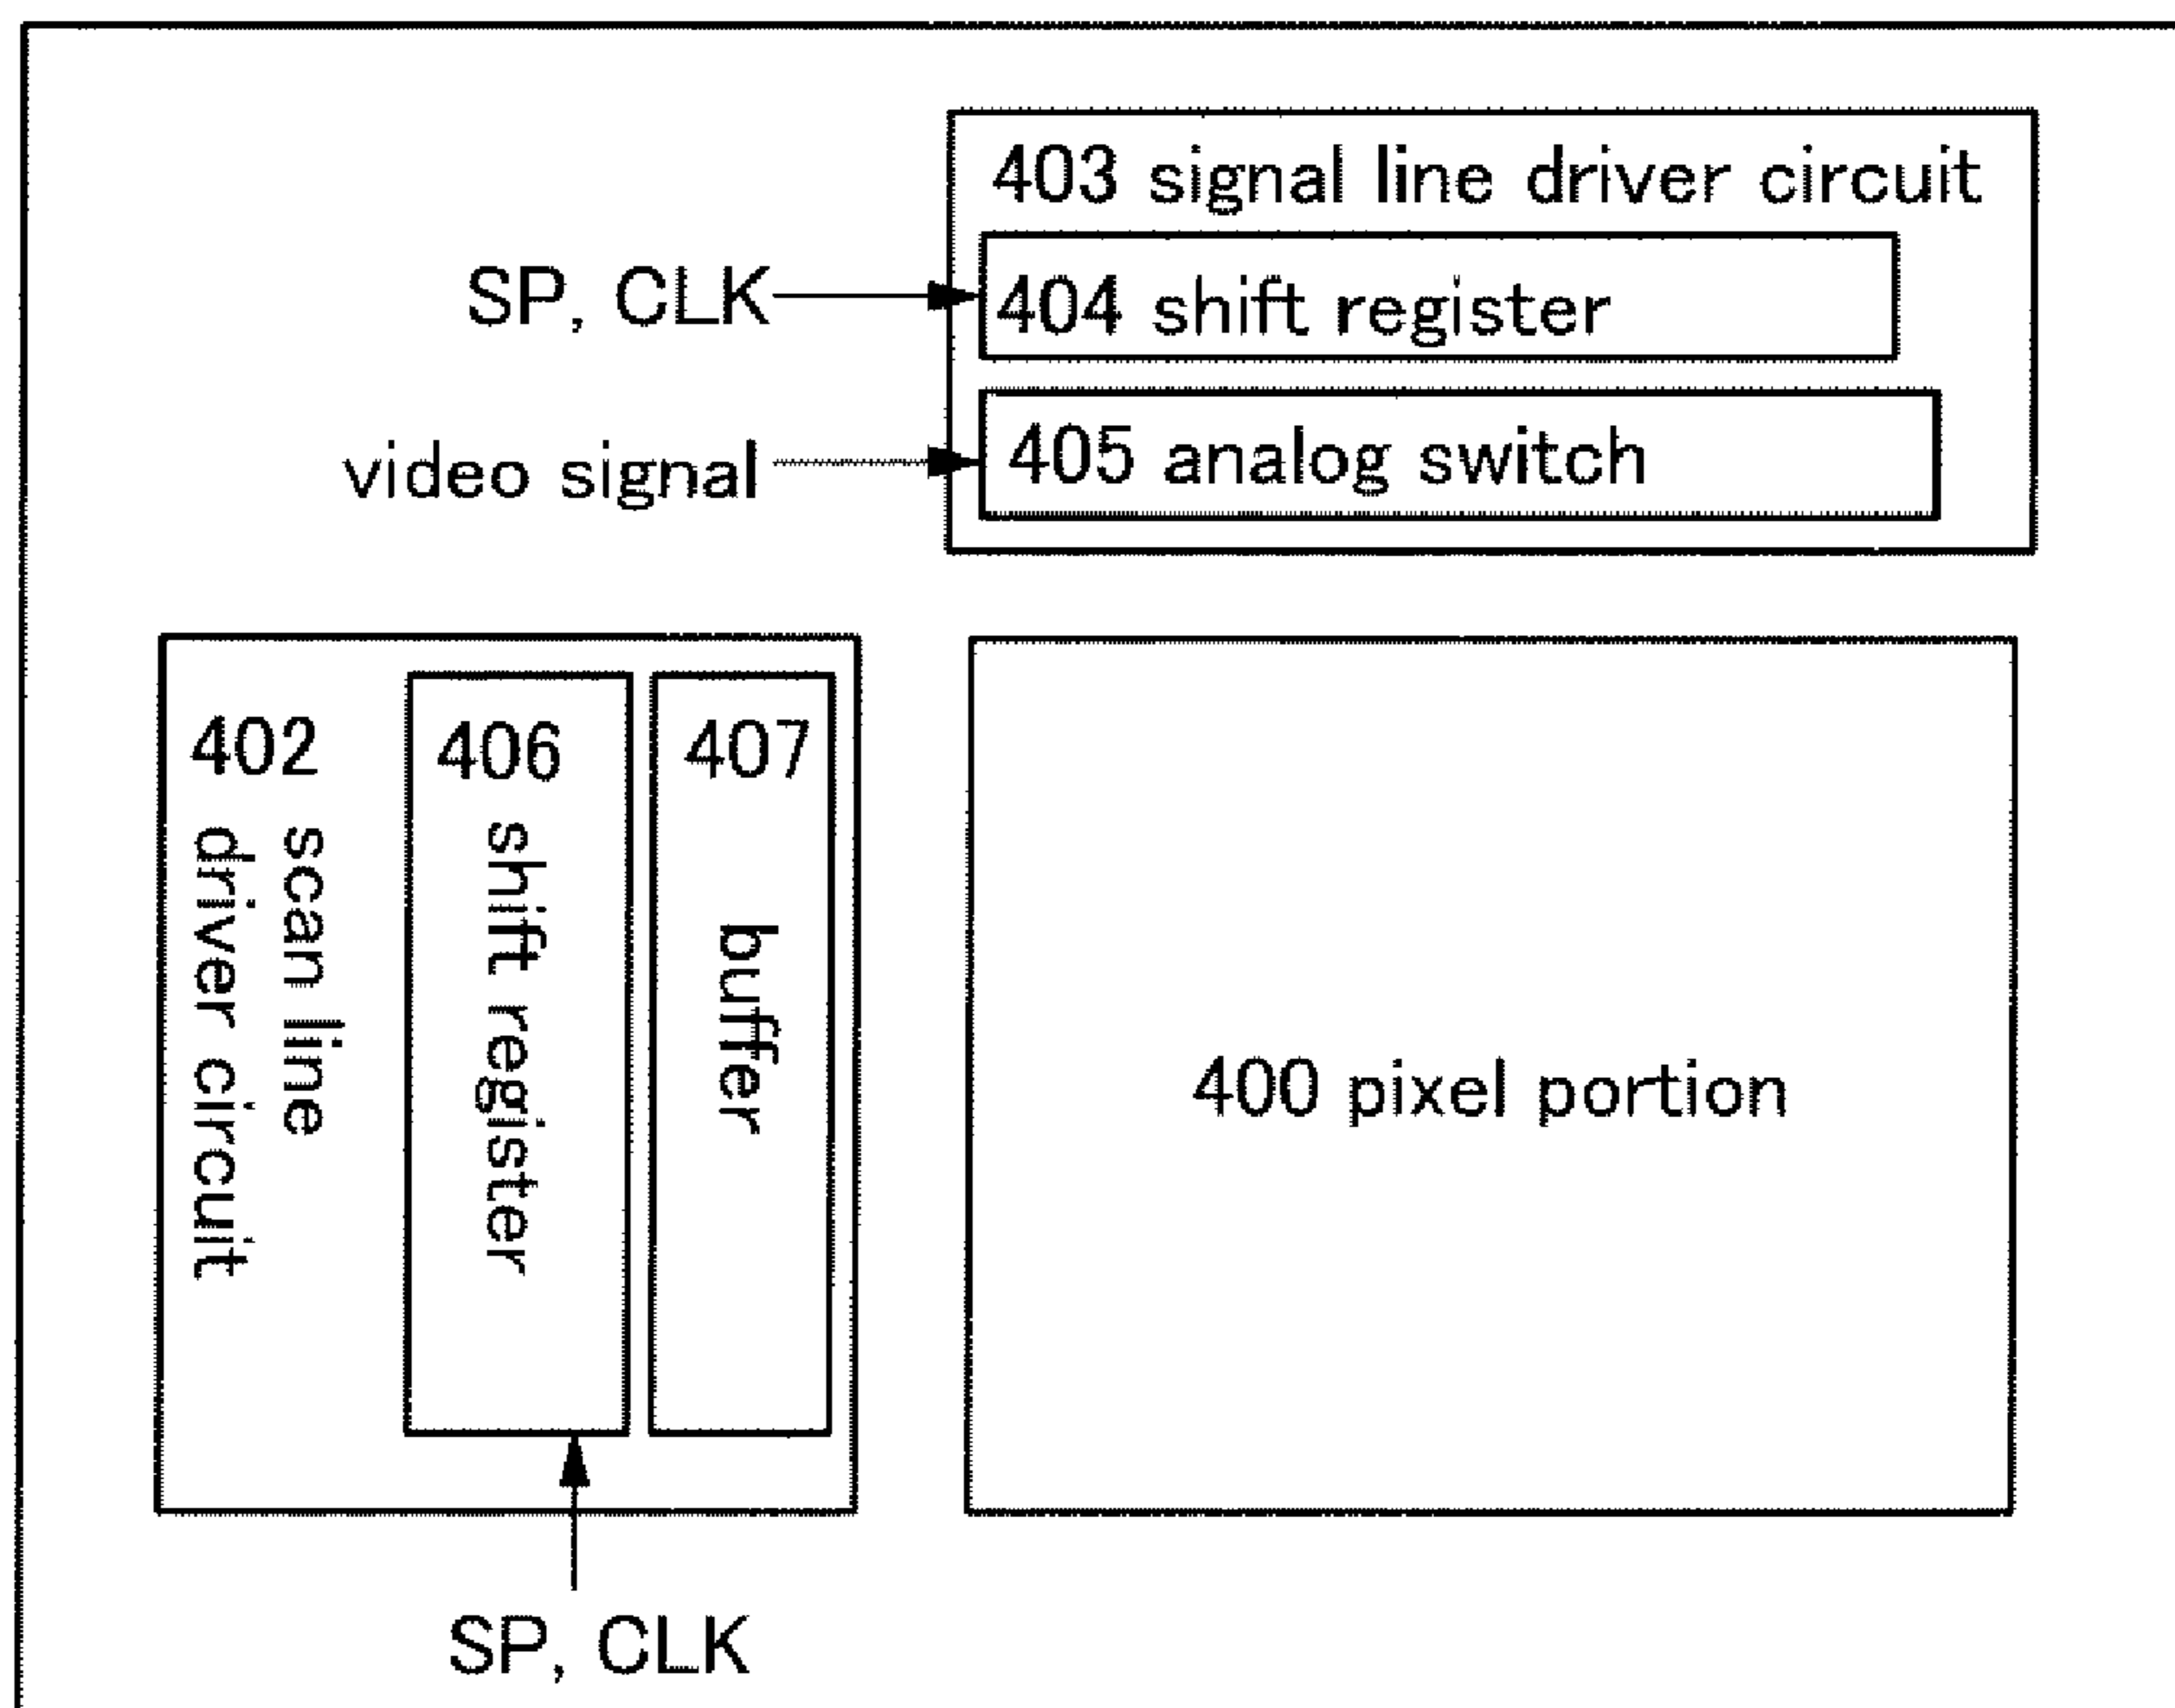 403 signal line driver circuit
SP, CLK
404 shift register
video signal
405 analog switch
402
scan line
driver circuit
406
shift register
407
buffer
400 pixel portion
SP, CLK